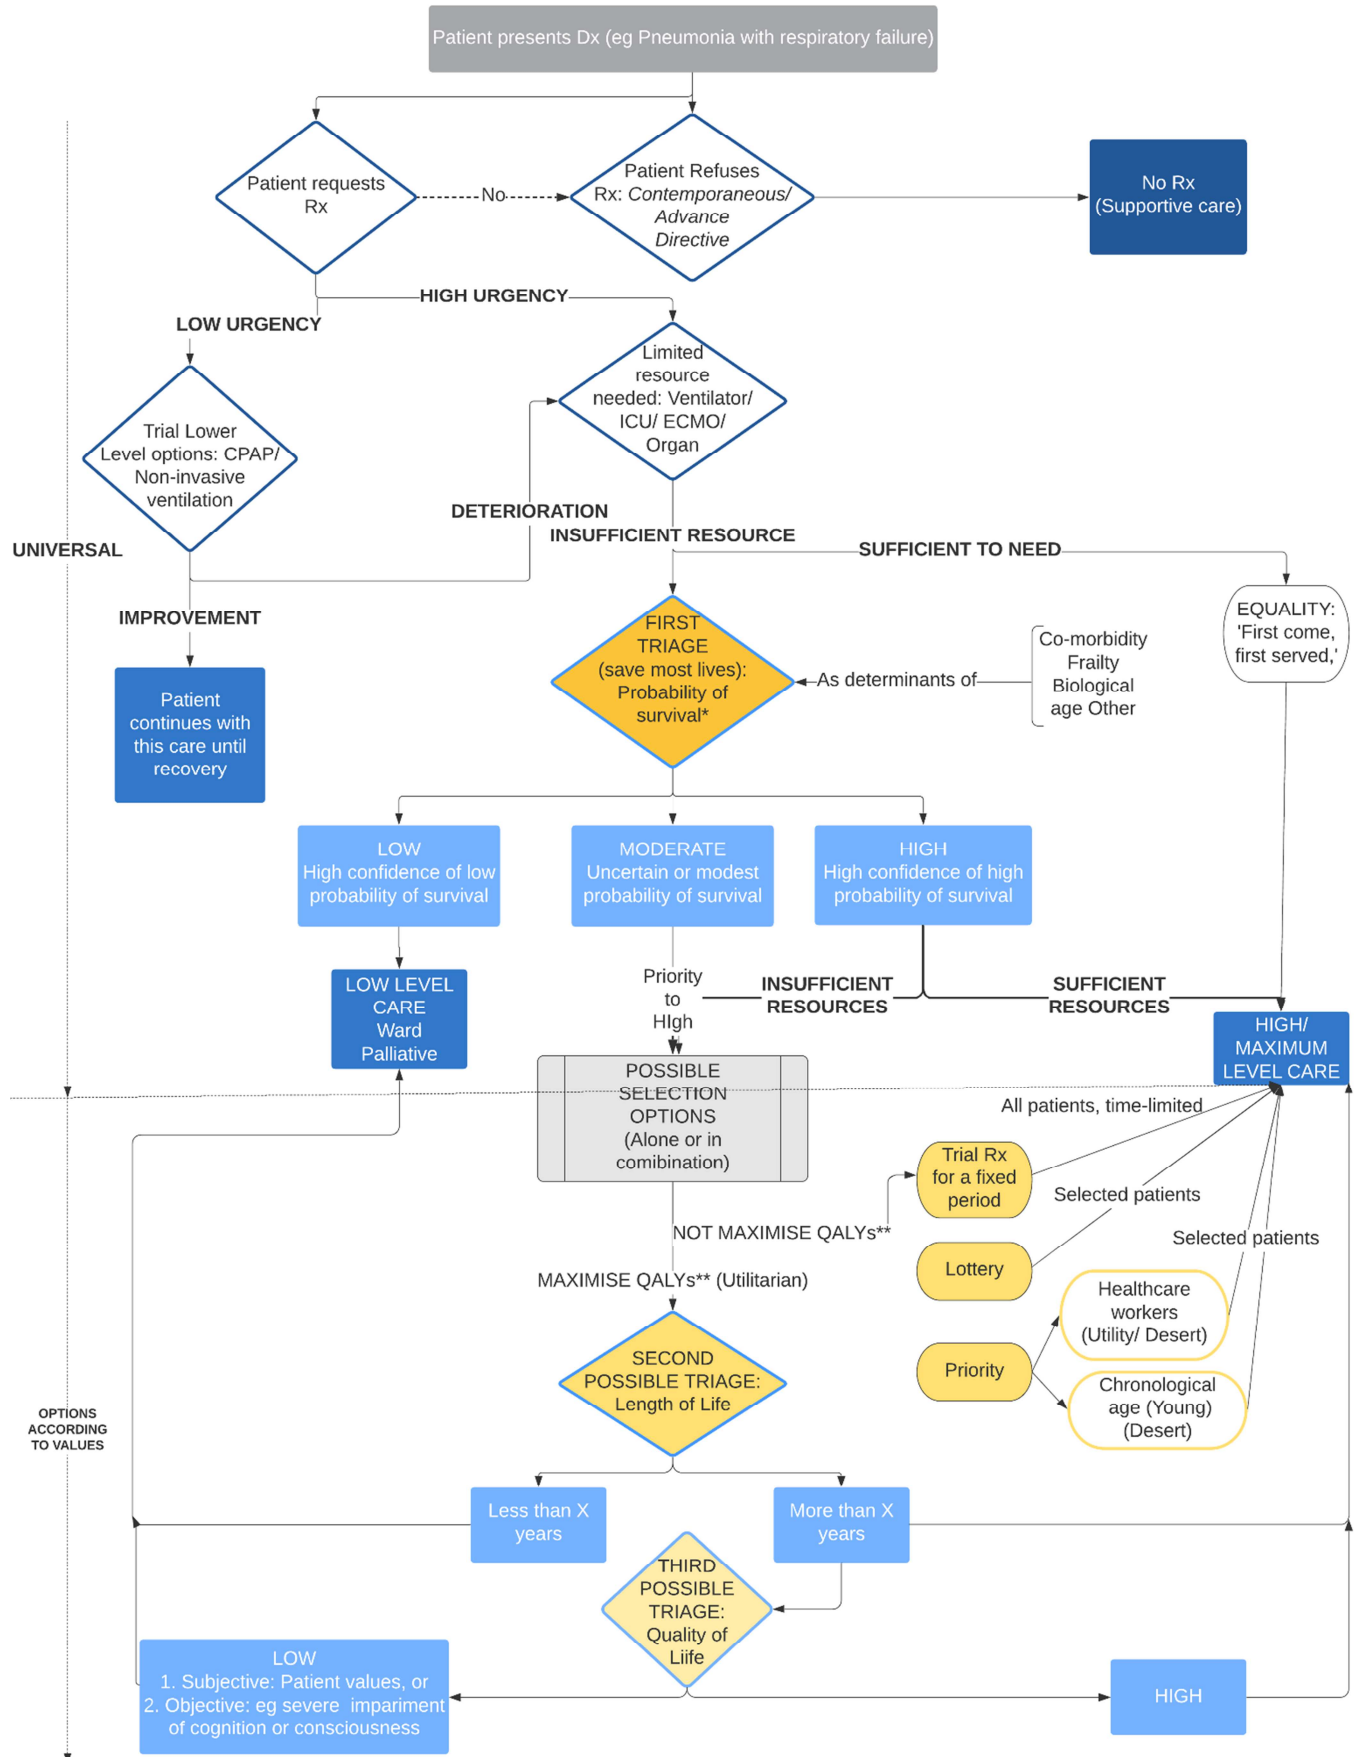 Patient presents Dx (eg Pneumonia with respiratory failure)
Patient requests
Rx
No
Patient Refuses
Rx: Contemporaneous/
Advance
Directive
No Rx
(Supportive care)
HIGH URGENCY
LOW URGENCY
Limited
resource
needed: Ventilator/
ICU/ ECMO/
Organ
Trial Lower
Level options: CPAP/
Non-invasive
ventilation
DETERIORATION
INSUFFICIENT RESOURCE
SUFFICIENT TO NEED
UNIVERSAL
IMPROVEMENT
EQUALITY:
'First come,
first served,'
FIRST
TRIAGE
(save most lives):
Probability of
survival*
As determinants of
Co-morbidity
Frailty
Biological
age Other
Patient
continues with
this care until
recovery
LOW
High confidence of low
probability of survival
MODERATE
Uncertain or modest
probability of survival
HIGH
High confidence of high
probability of survival
LOW LEVEL
CARE
Ward
Palliative
Priority
to
HIgh
INSUFFICIENT
RESOURCES
SUFFICIENT
RESOURCES
HIGH/
MAXIMUM
LEVEL CARE
POSSIBLE
SELECTION
OPTIONS
(Alone or in
comibination)
All patients, time-limited
Trial Rx
for a fixed
period
Selected patients
NOT MAXIMISE QALYs**
Selected patients
Lottery
MAXIMISE QALYs** (Utilitarian)
Healthcare
workers
(Utility/ Desert)
Priority
Chronological
age (Young)
(Desert)
SECOND
POSSIBLE TRIAGE:
Length of Life
OPTIONS
ACCORDING
TO VALUES
Less than X
years
More than X
years
THIRD
POSSIBLE
TRIAGE:
Quality of
Liife
LOW
1. Subjective: Patient values, or
2. Objective: eg severe impariment
of cognition or consciousness
HIGH